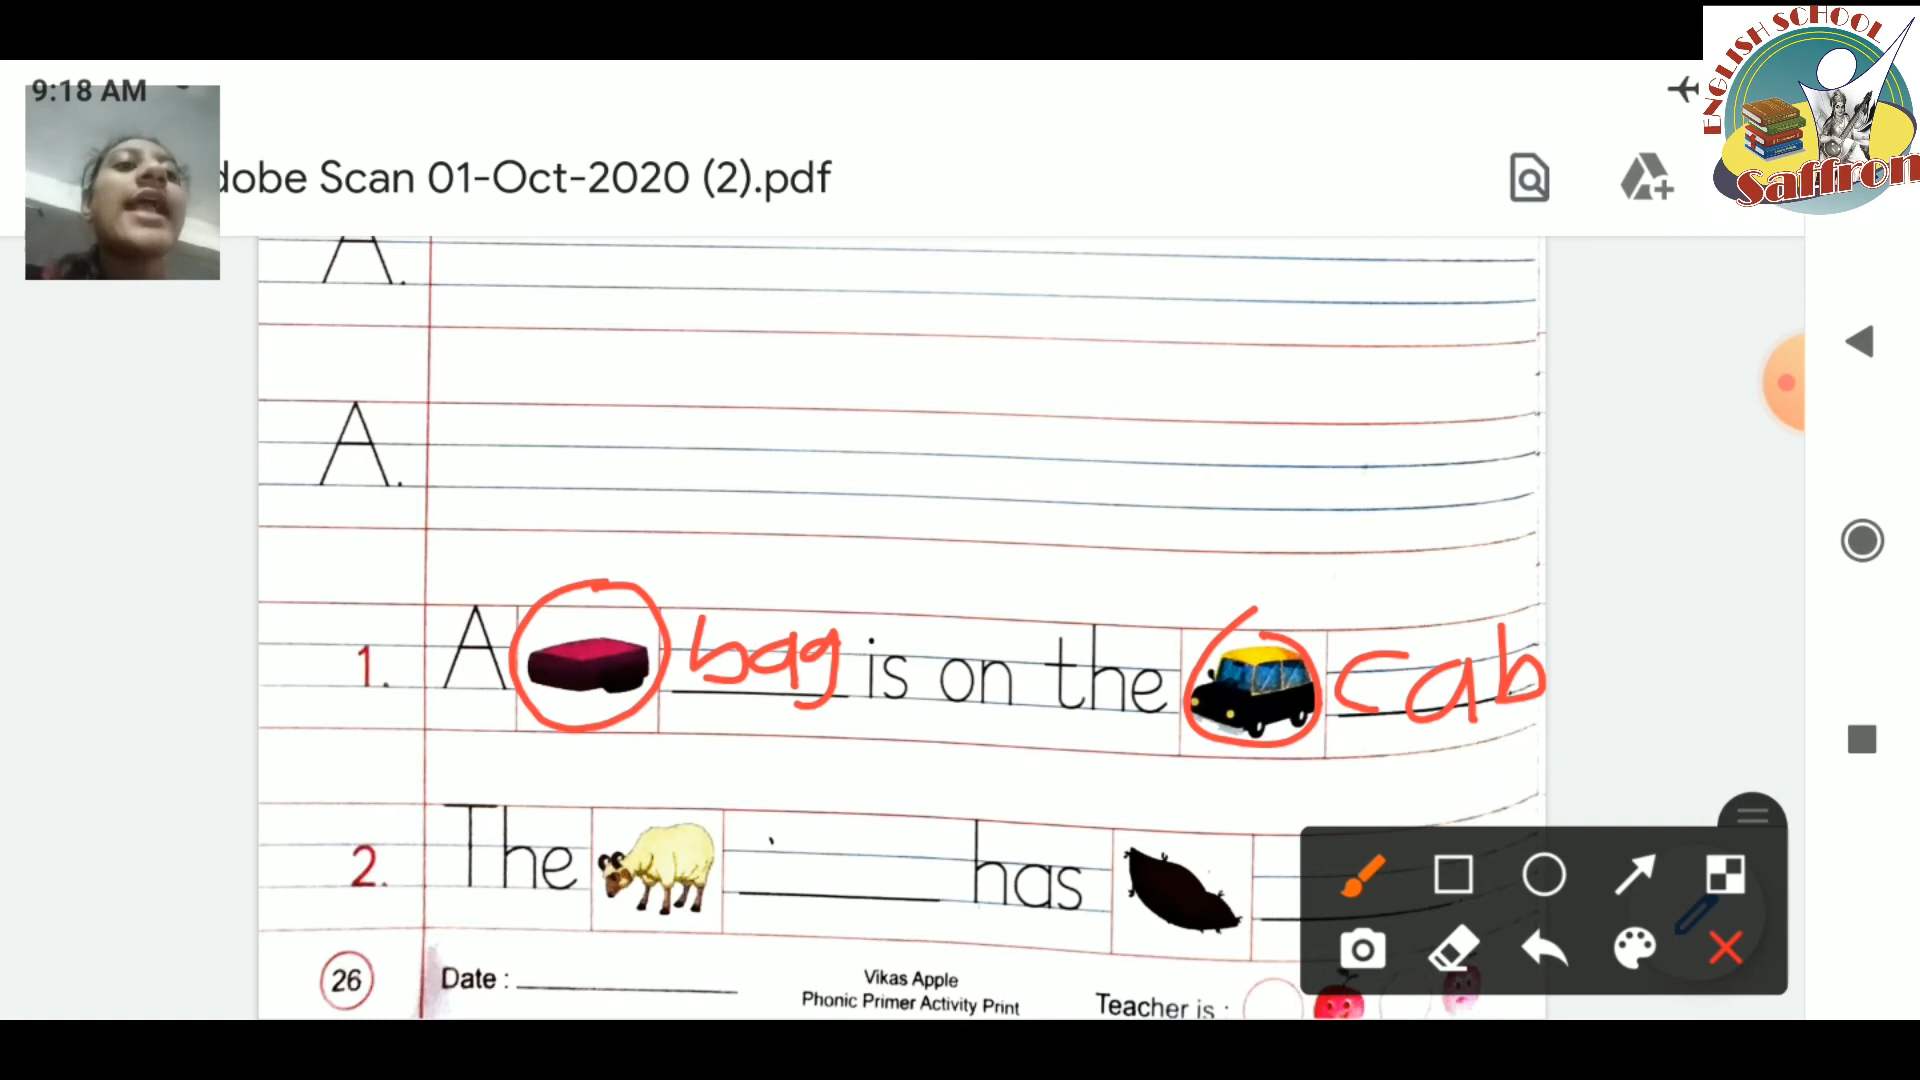 ENGLISH SCHOOL
Saffron
9:18 AM
dobe Scan 01-Oct-2020 (2).pdf
A.
A.
1. A bag is on the cab
2. The has
26 Date :
Vikas Apple
Phonic Primer Activity Print
Teacher is :